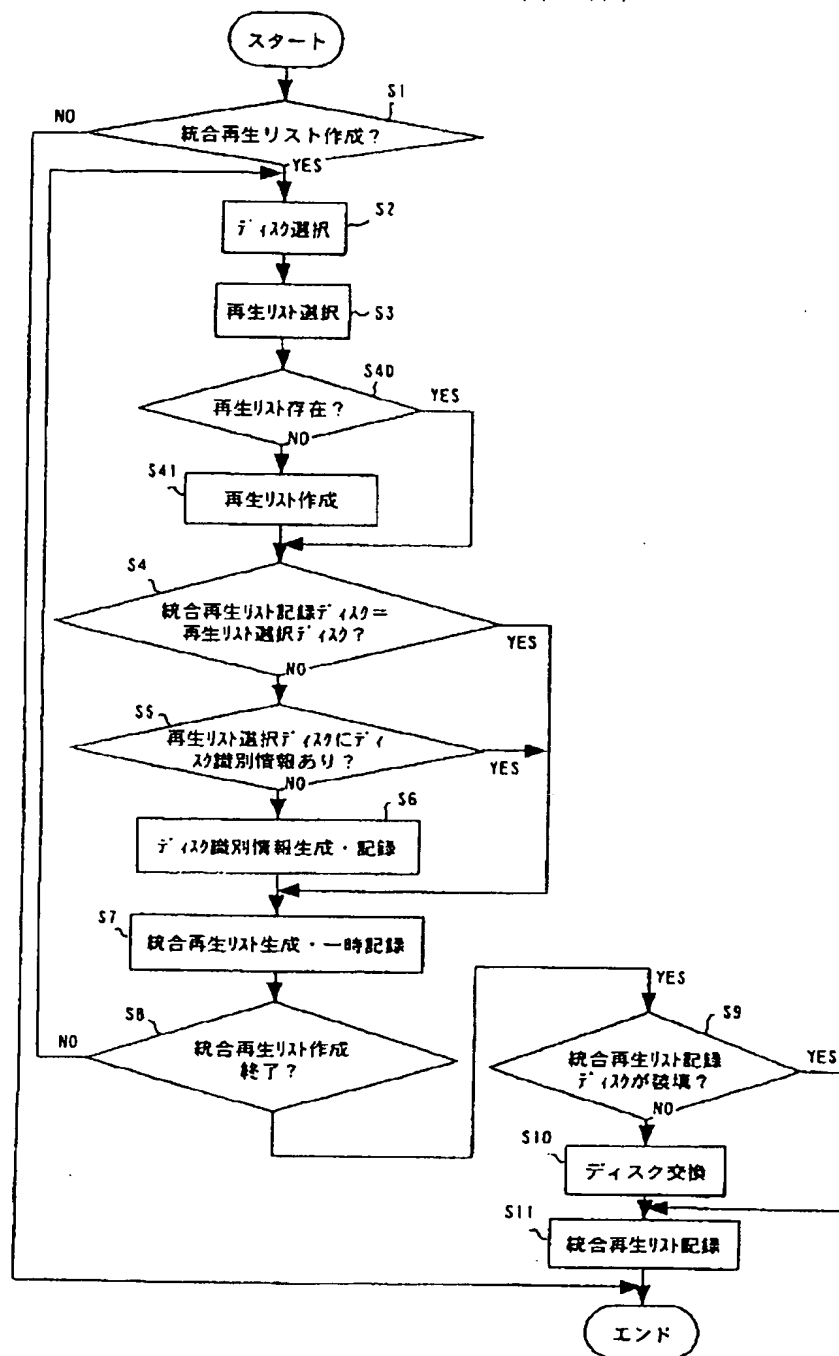 スタート
S1
NO
統合再生リスト作成?
YES
S2
ディスク選択
再生リスト選択
S3
S40
再生リスト存在?
YES
NO
S41
再生リスト作成
S4
統合再生リスト記録ディスク=
再生リスト選択ディスク?
YES
NO
S5
再生リスト選択ディスクにディ
スク識別情報あり?
YES
NO
S6
ディスク識別情報生成・記録
S7
統合再生リスト生成・一時記録
S8
NO
統合再生リスト作成
終了?
YES
S9
統合再生リスト記録
ディスクが装填?
YES
NO
S10
ディスク交換
S11
統合再生リスト記録
エンド